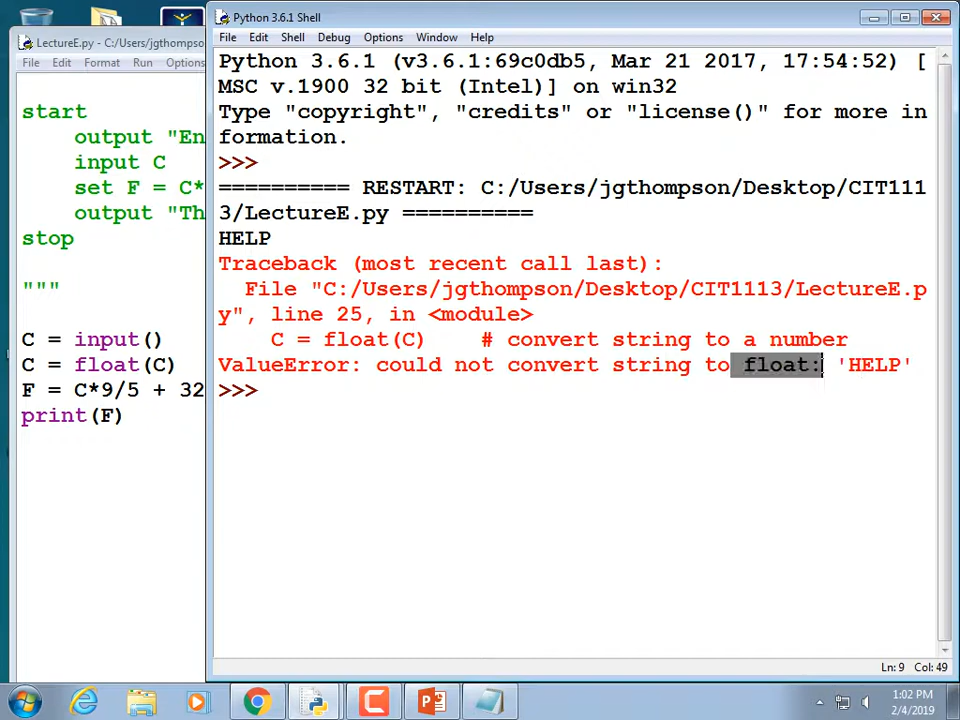 LectureE.py - C:/Users/jgthompso
File Edit Format Run Options
start
output "En
input C
set F = C*
output "Th
stop
"""
C = input()
C = float(C)
F = C*9/5 + 32
print(F)
Python 3.6.1 Shell
File Edit Shell Debug Options Window Help
Python 3.6.1 (v3.6.1:69c0db5, Mar 21 2017, 17:54:52) [
MSC v.1900 32 bit (Intel)] on win32
Type "copyright", "credits" or "license()" for more in
formation.
>>>
========== RESTART: C:/Users/jgthompson/Desktop/CIT111
3/LectureE.py ==========
HELP
Traceback (most recent call last):
File "C:/Users/jgthompson/Desktop/CIT1113/LectureE.p
y", line 25, in <module>
C = float(C)    # convert string to a number
ValueError: could not convert string to float: 'HELP'
>>>
Ln: 9 Col: 49
1:02 PM
2/4/2019